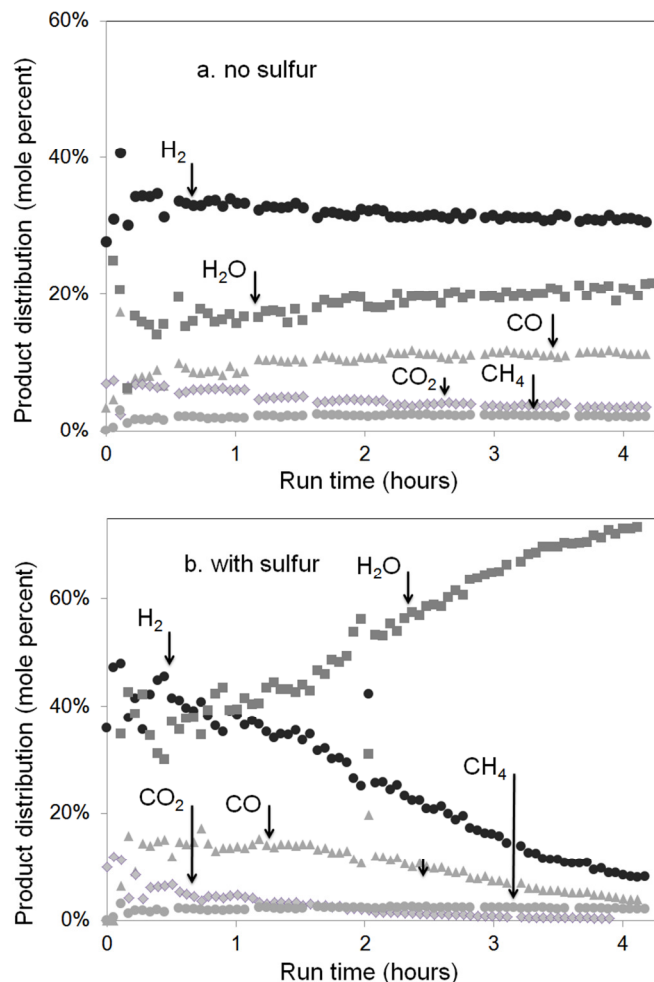 60%
a. no sulfur
H₂
40%
H₂O
20%
CO
CO₂
CH₄
0%
0
1
2
3
4
Run time (hours)
Product distribution (mole percent)
b. with sulfur
H₂O
60%
H₂
40%
CH₄
CO₂
CO
20%
0%
0
1
2
3
4
Run time (hours)
Product distribution (mole percent)